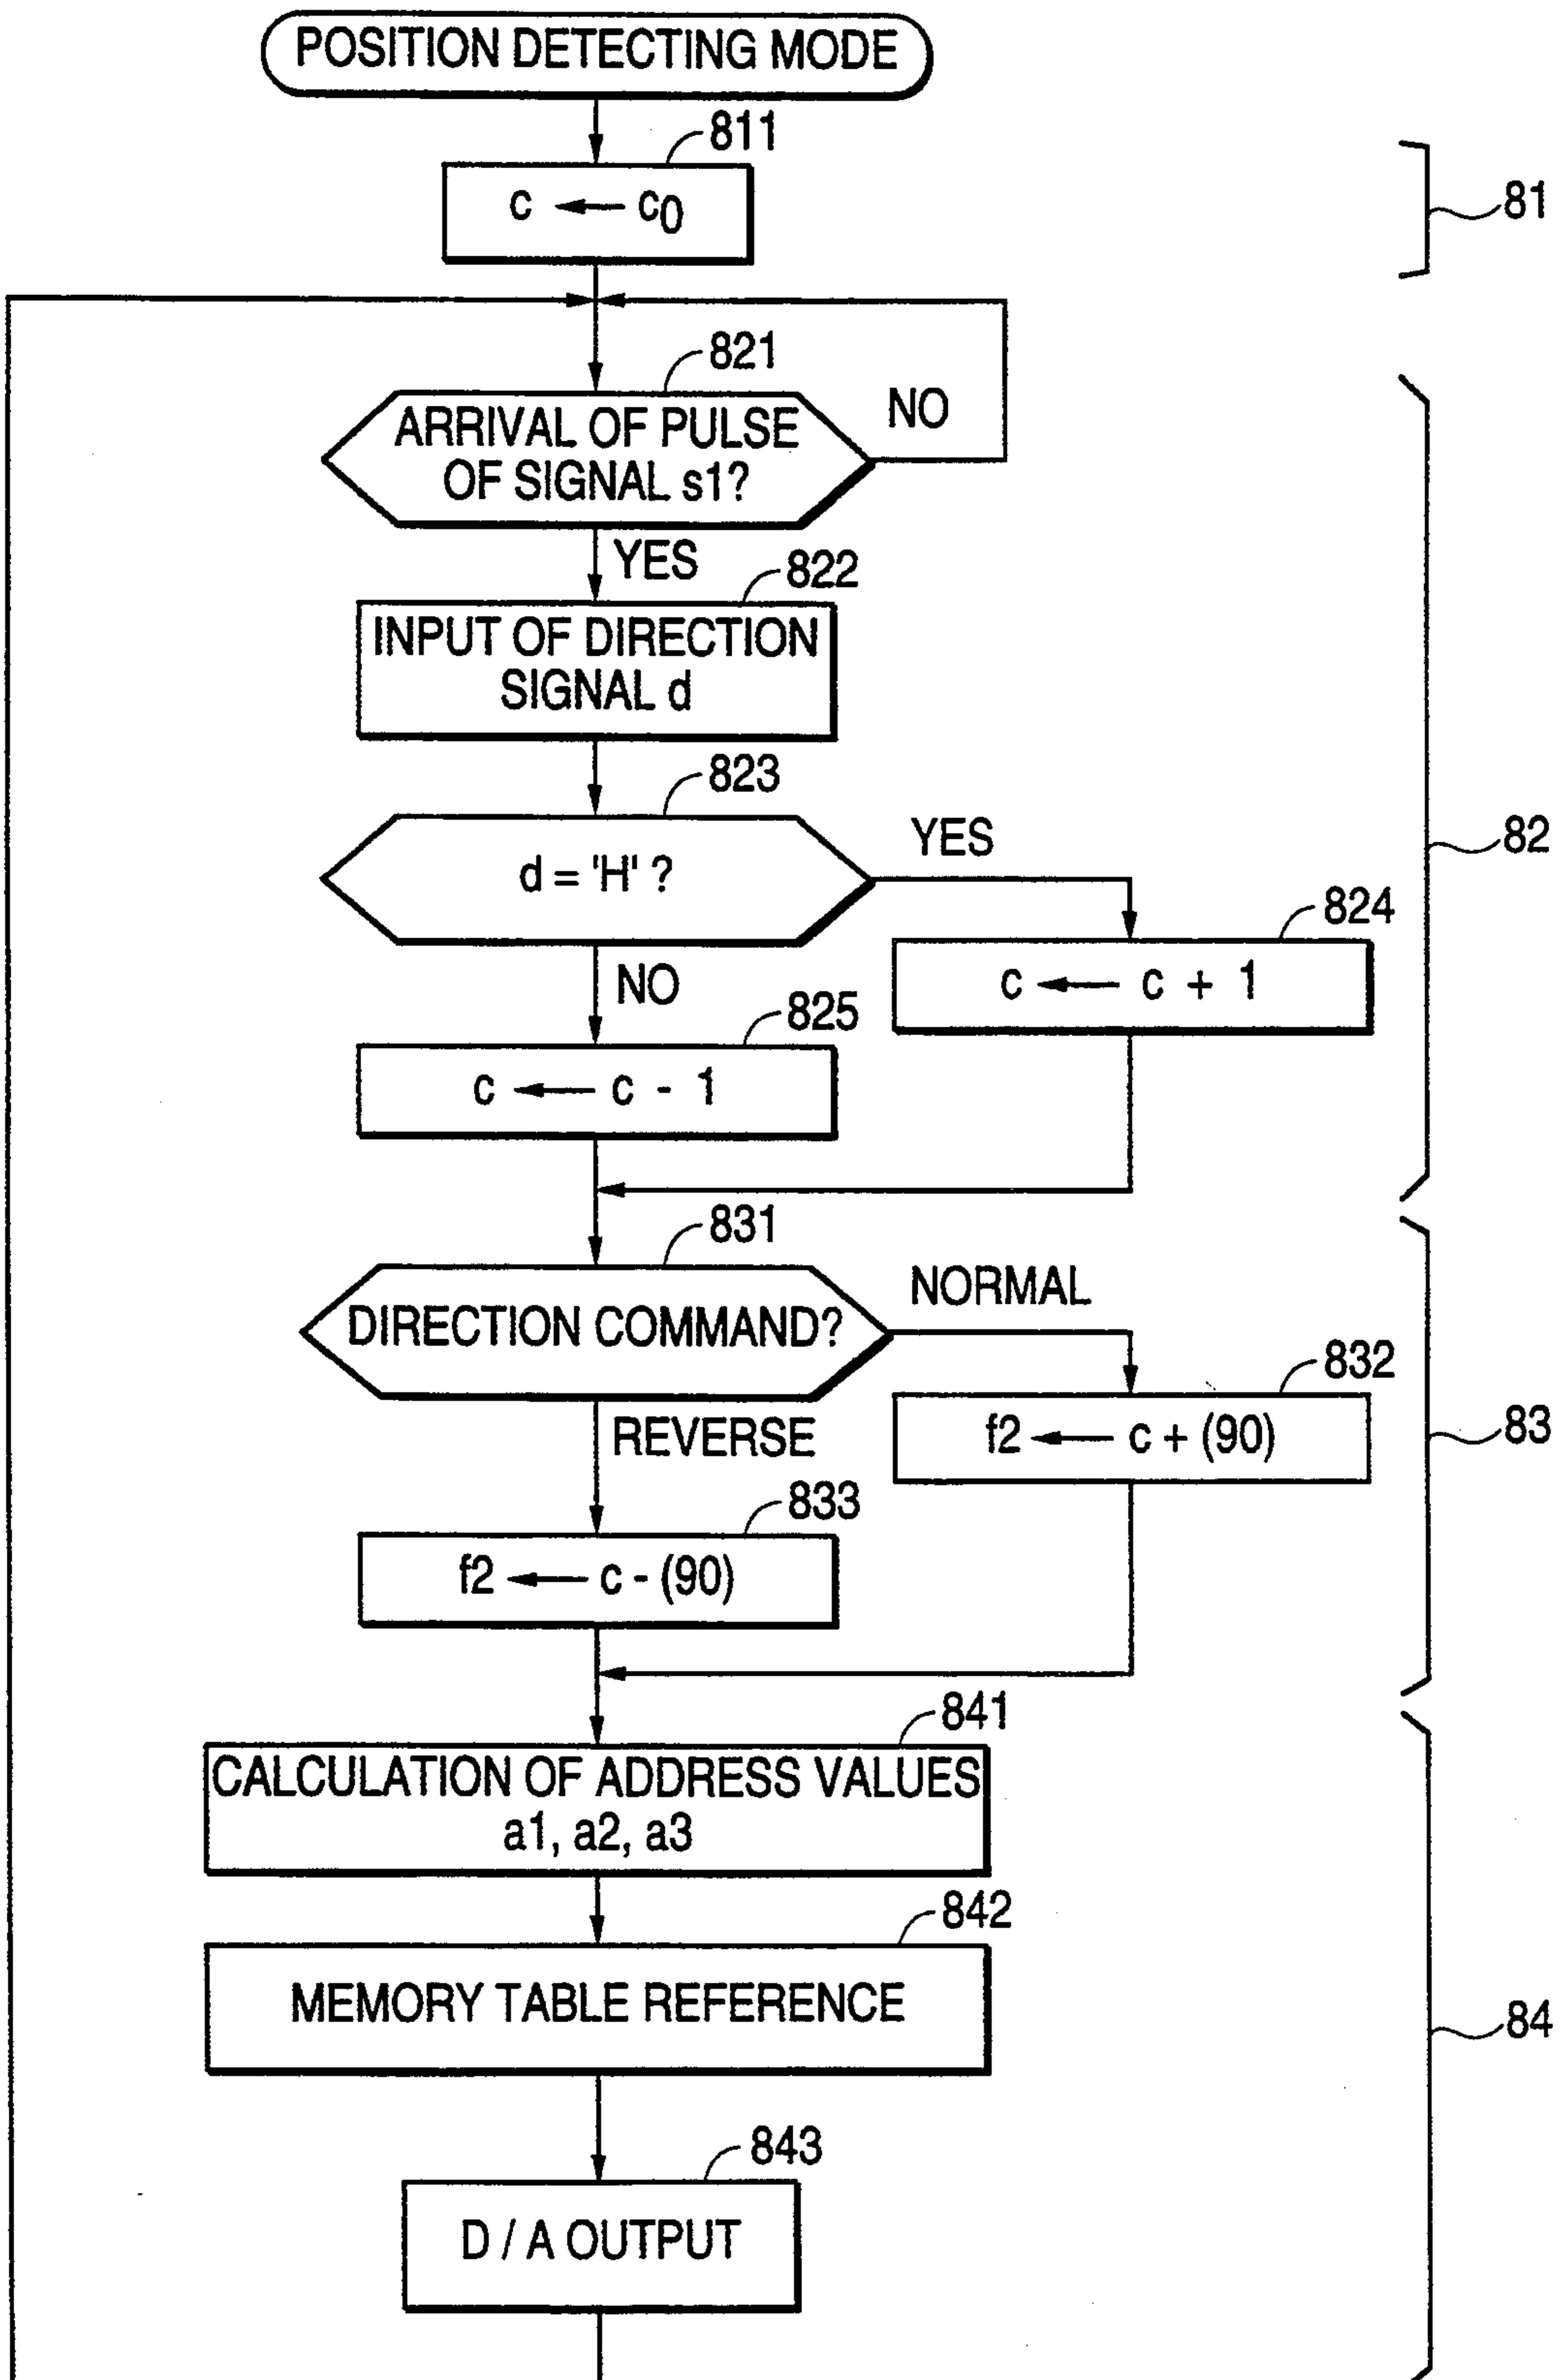 POSITION DETECTING MODE
811
c ← c0
81
821
ARRIVAL OF PULSE
OF SIGNAL s1?
NO
YES
822
INPUT OF DIRECTION
SIGNAL d
823
d = 'H' ?
YES
82
824
c ← c + 1
NO
825
c ← c - 1
831
DIRECTION COMMAND?
NORMAL
832
f2 ← c + (90)
83
REVERSE
833
f2 ← c - (90)
841
CALCULATION OF ADDRESS VALUES
a1, a2, a3
842
MEMORY TABLE REFERENCE
84
843
D / A OUTPUT